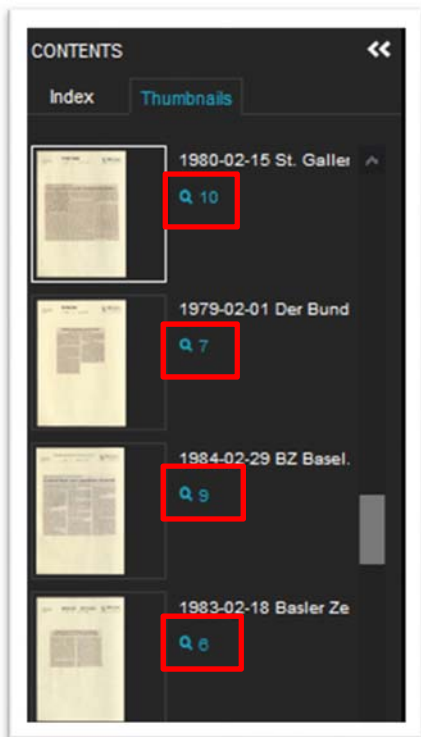 CONTENTS
Index Thumbnails
1980-02-15 St. Galler
10
1979-02-01 Der Bund
7
1984-02-29 BZ Basel.
9
1983-02-18 Basler Ze
6